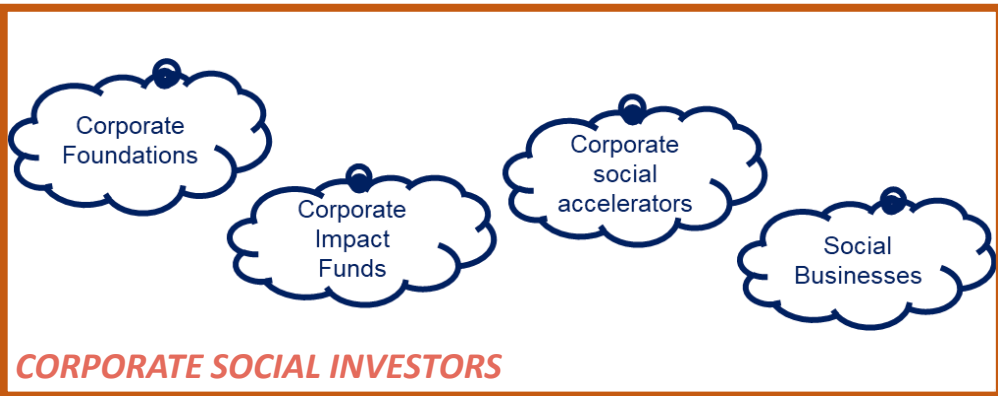 Corporate
Foundations
Corporate
Impact
Funds
Corporate
social
accelerators
Social
Businesses
CORPORATE SOCIAL INVESTORS